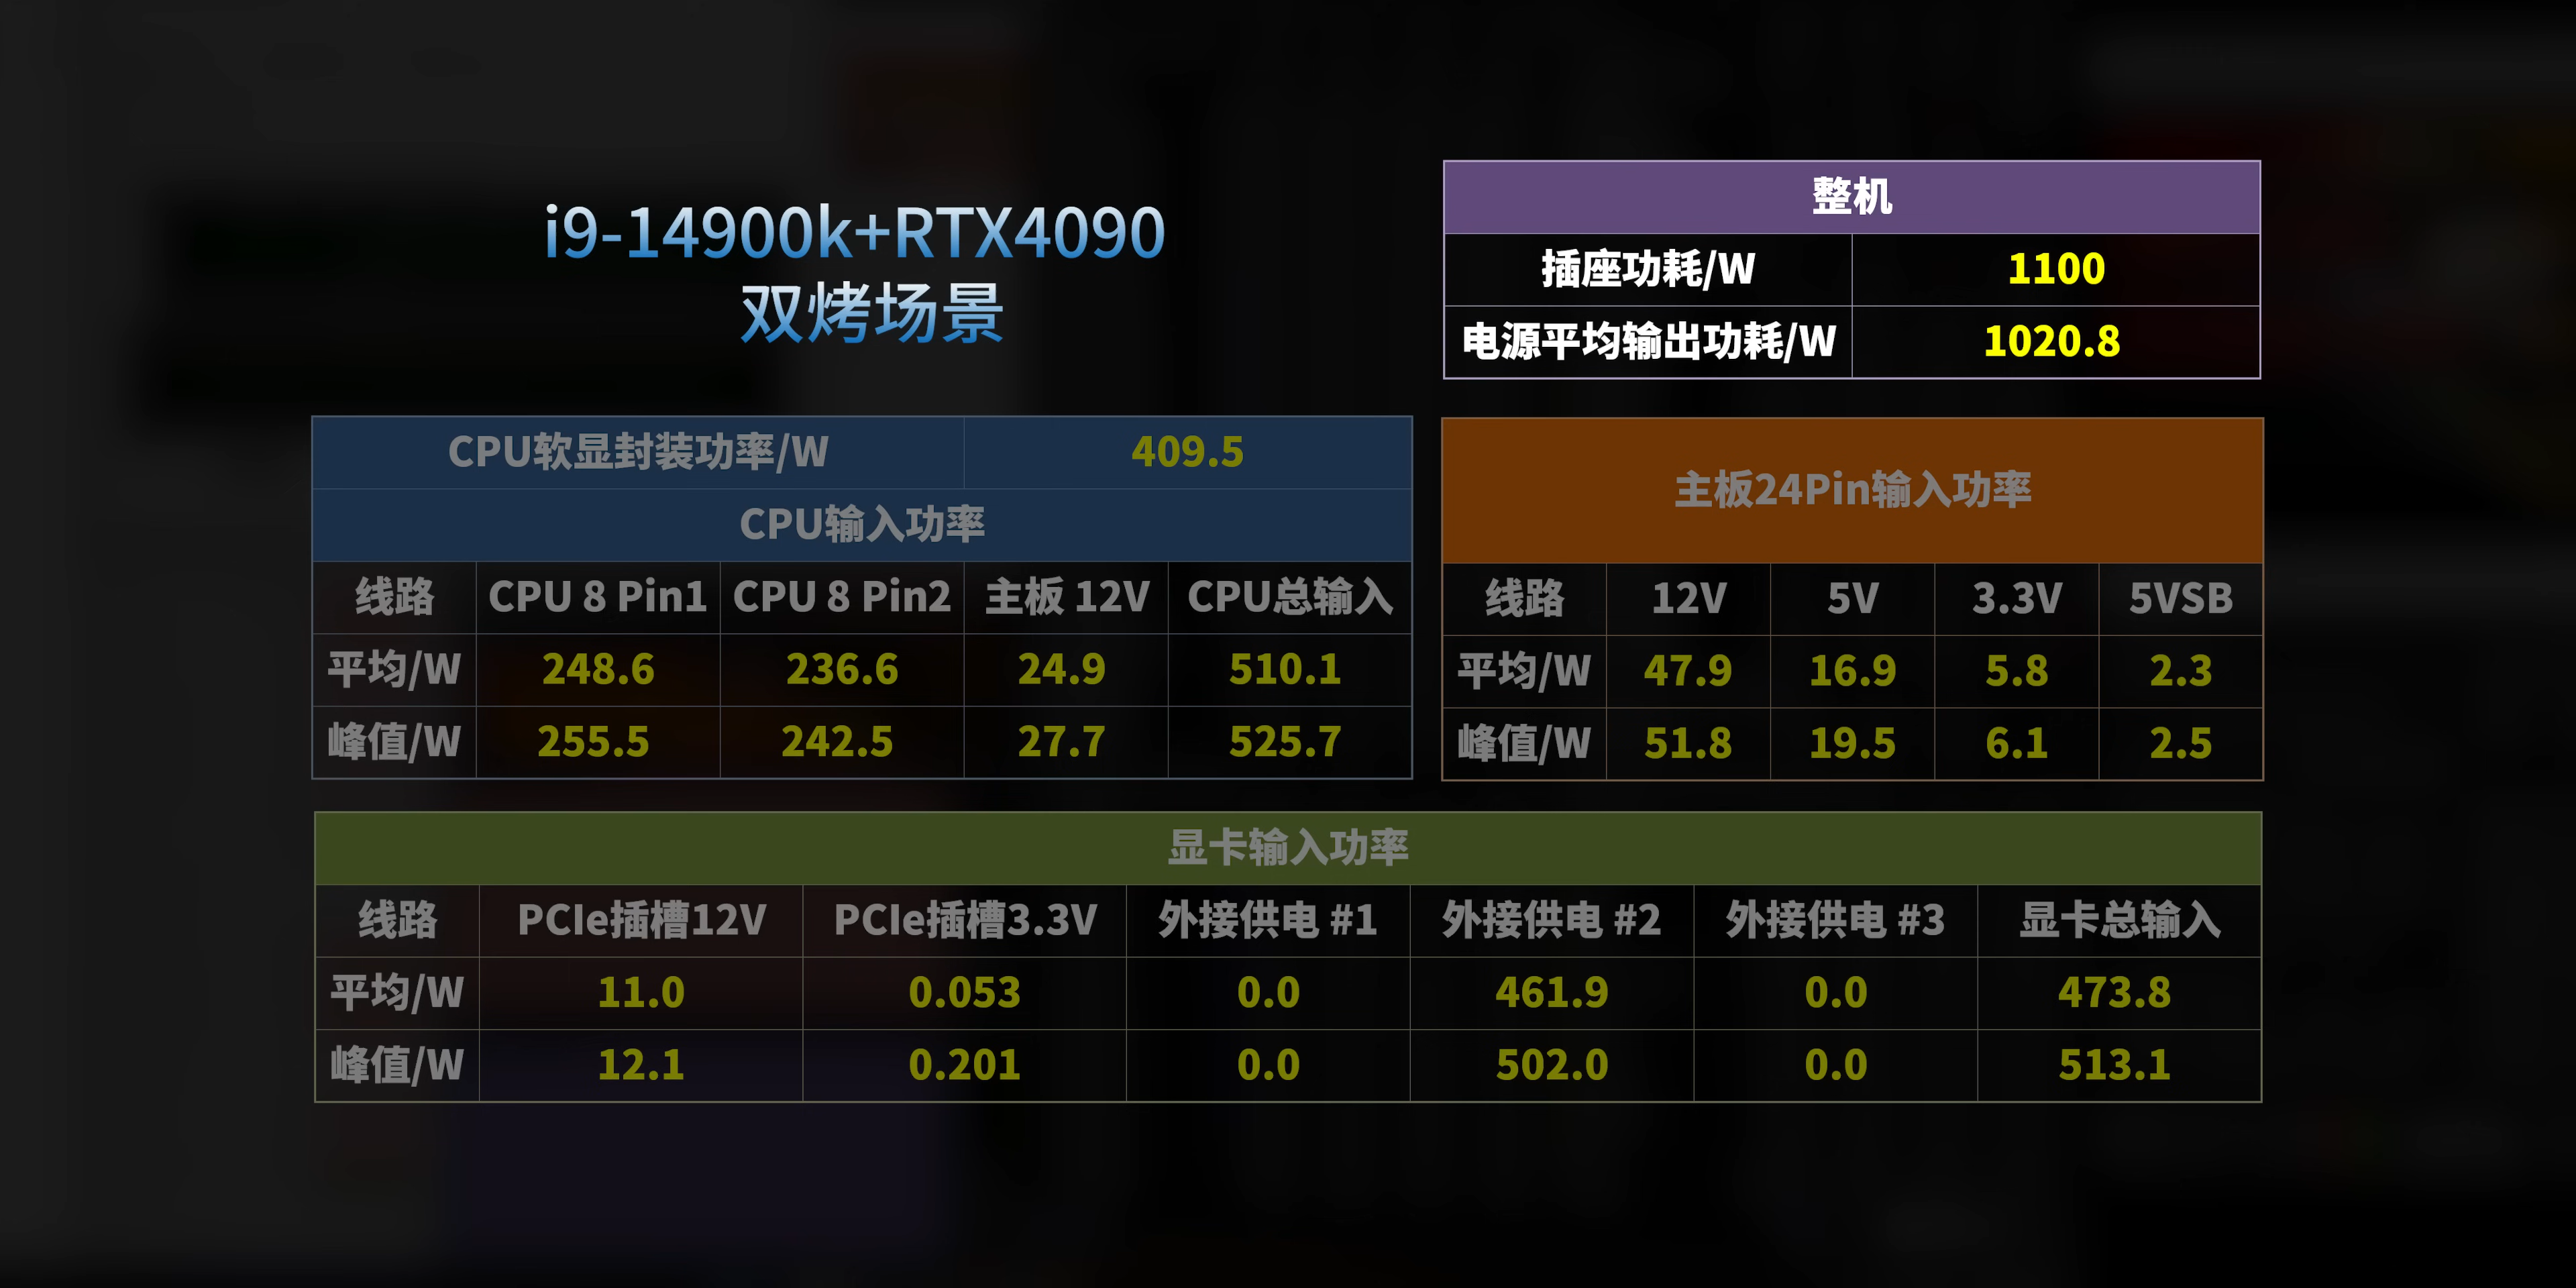 i9-14900k+RTX4090
双烤场景
整机
插座功耗/W 1100
电源平均输出功耗/W 1020.8
CPU软显封装功率/W 409.5
CPU输入功率
线路 CPU 8 Pin1 CPU 8 Pin2 主板 12V CPU总输入
平均/W 248.6 236.6 24.9 510.1
峰值/W 255.5 242.5 27.7 525.7
主板24Pin输入功率
线路 12V 5V 3.3V 5VSB
平均/W 47.9 16.9 5.8 2.3
峰值/W 51.8 19.5 6.1 2.5
显卡输入功率
线路 PCIe插槽12V PCIe插槽3.3V 外接供电 #1 外接供电 #2 外接供电 #3 显卡总输入
平均/W 11.0 0.053 0.0 461.9 0.0 473.8
峰值/W 12.1 0.201 0.0 502.0 0.0 513.1